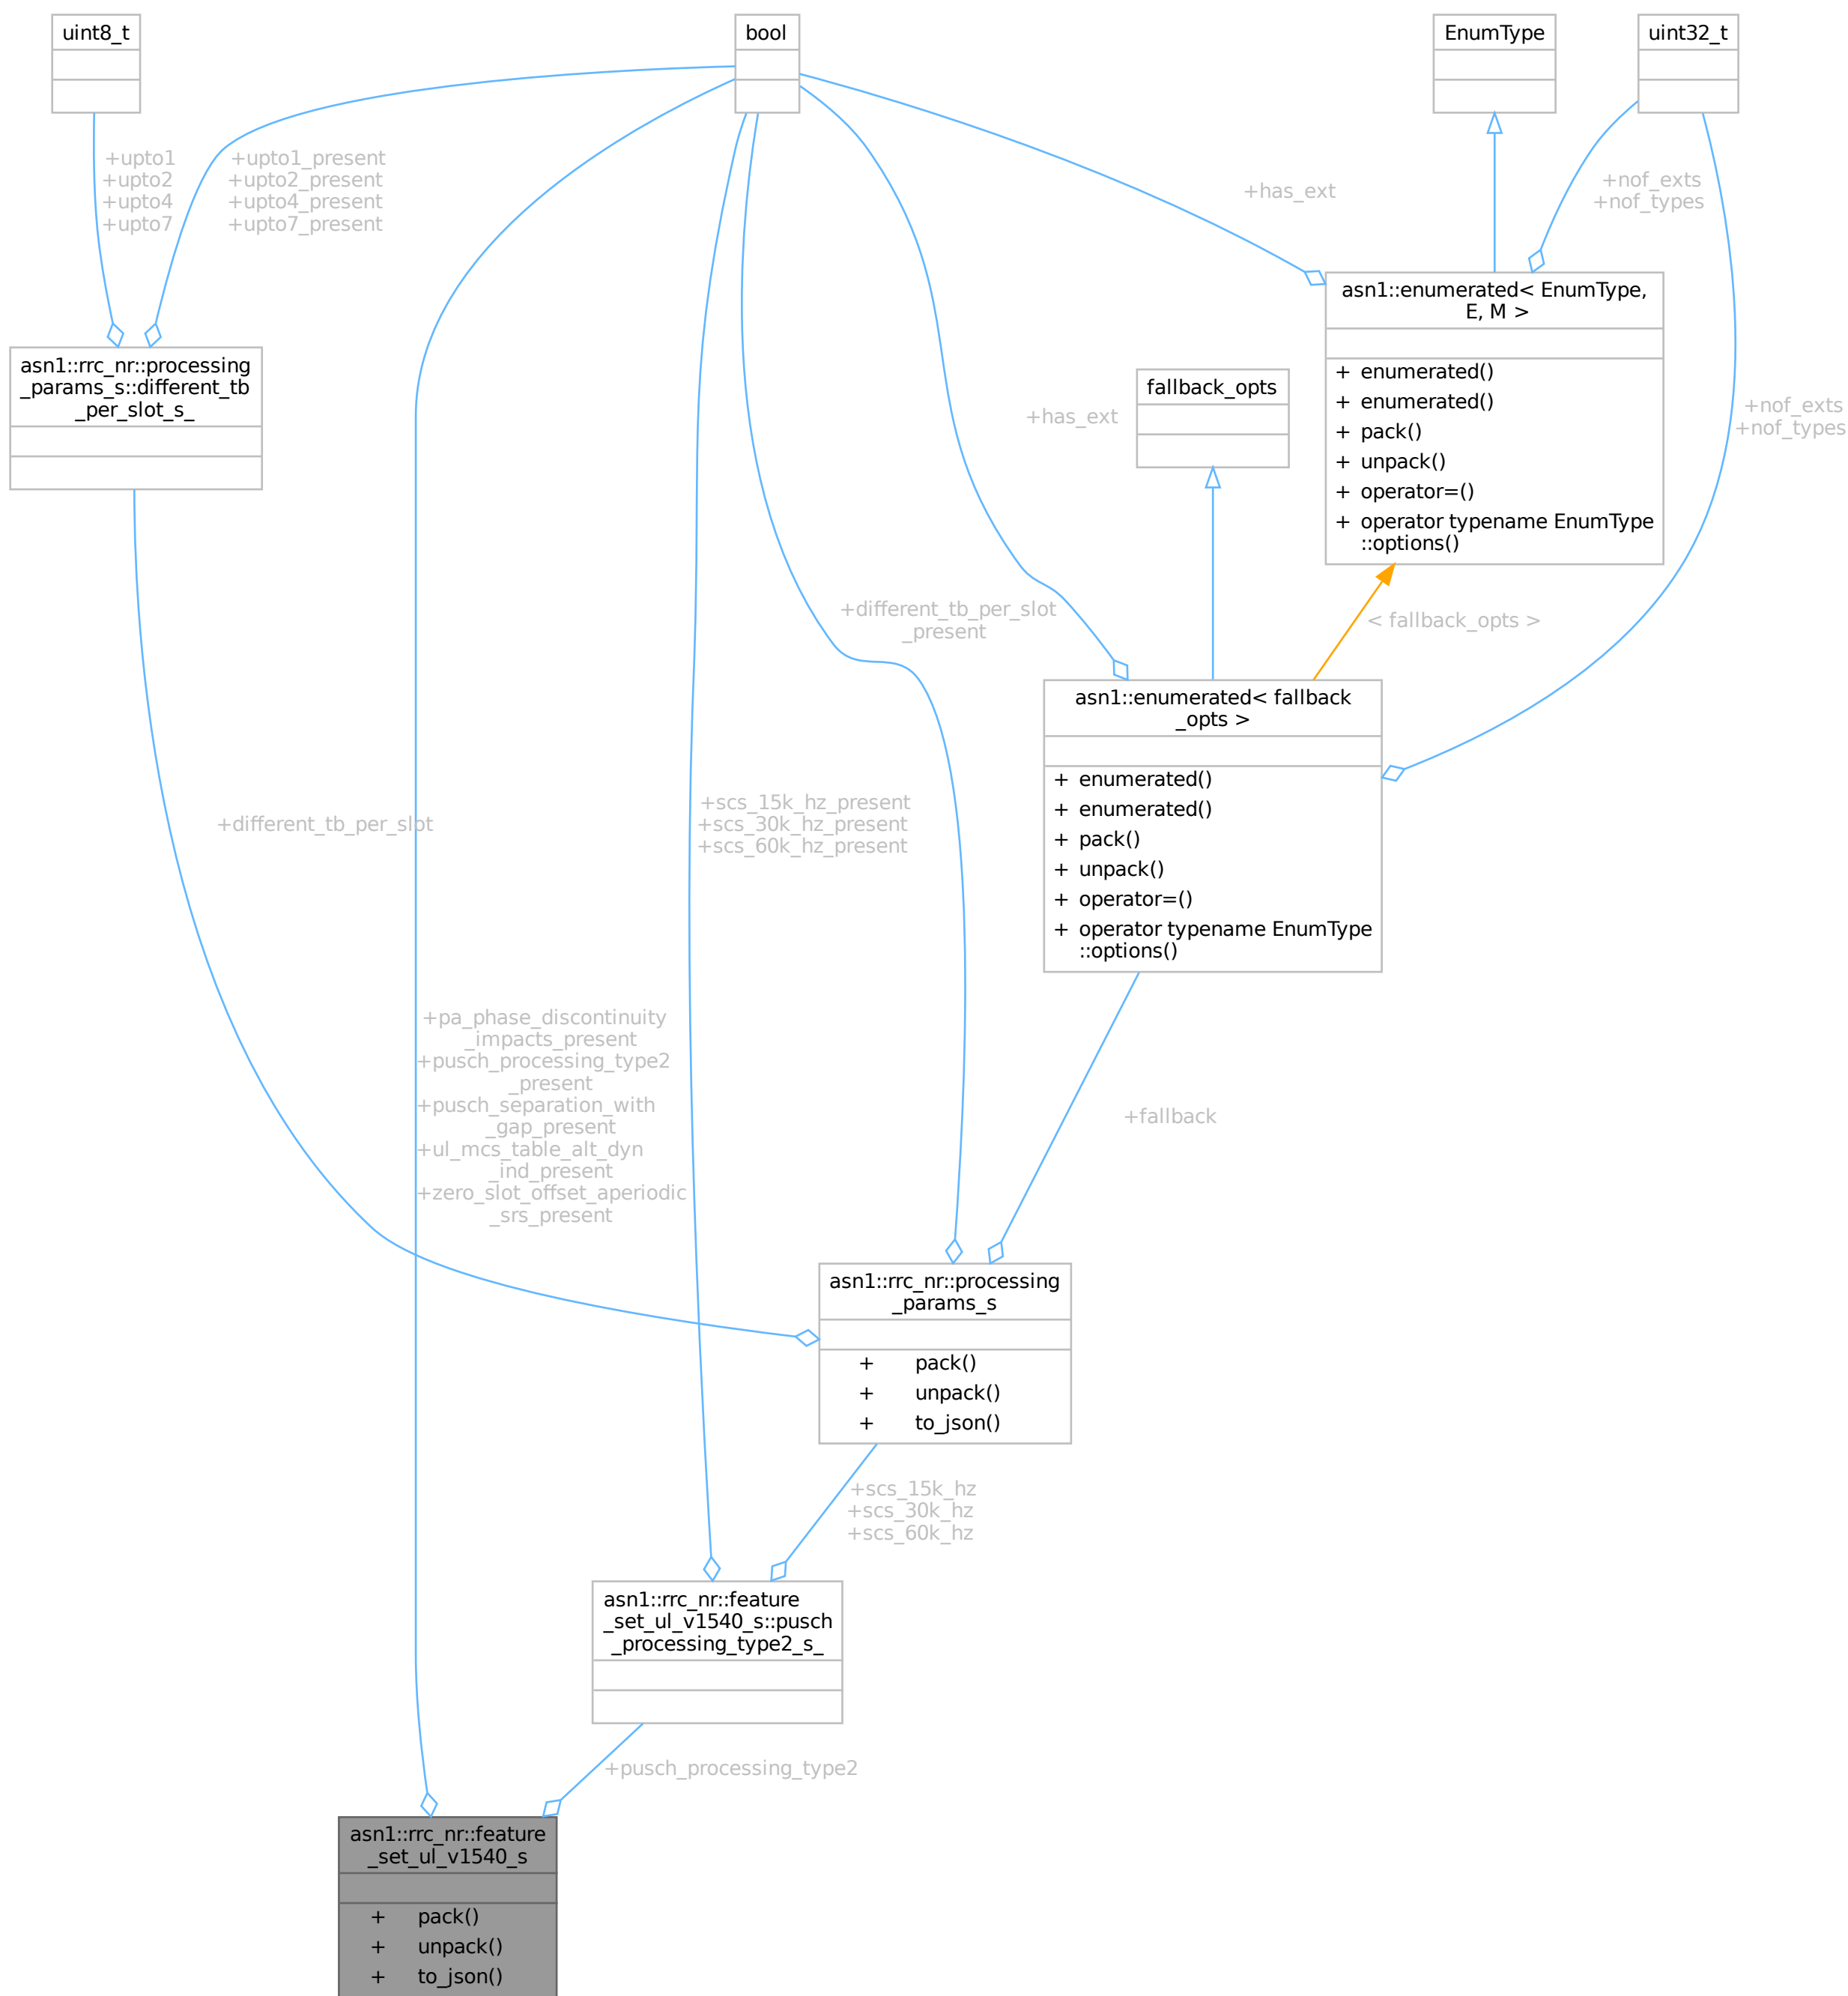 uint8_t
bool
EnumType
uint32_t
+upto1
+upto2
+upto4
+upto7
+upto1_present
+upto2_present
+upto4_present
+upto7_present
+has_ext
+nof_exts
+nof_types
asn1::enumerated< EnumType,
E, M >
+ enumerated()
+ enumerated()
+ pack()
+ unpack()
+ operator=()
+ operator typename EnumType
::options()
asn1::rrc_nr::processing
_params_s::different_tb
_per_slot_s_
fallback_opts
+has_ext
+nof_exts
+nof_types
+different_tb_per_slot
_present
< fallback_opts >
asn1::enumerated< fallback
_opts >
+ enumerated()
+ enumerated()
+ pack()
+ unpack()
+ operator=()
+ operator typename EnumType
::options()
+different_tb_per_slot
+scs_15k_hz_present
+scs_30k_hz_present
+scs_60k_hz_present
+pa_phase_discontinuity
_impacts_present
+pusch_processing_type2
_present
+pusch_separation_with
_gap_present
+ul_mcs_table_alt_dyn
_ind_present
+zero_slot_offset_aperiodic
_srs_present
+fallback
asn1::rrc_nr::processing
_params_s
+ pack()
+ unpack()
+ to_json()
+scs_15k_hz
+scs_30k_hz
+scs_60k_hz
asn1::rrc_nr::feature
_set_ul_v1540_s::pusch
_processing_type2_s_
+pusch_processing_type2
asn1::rrc_nr::feature
_set_ul_v1540_s
+ pack()
+ unpack()
+ to_json()